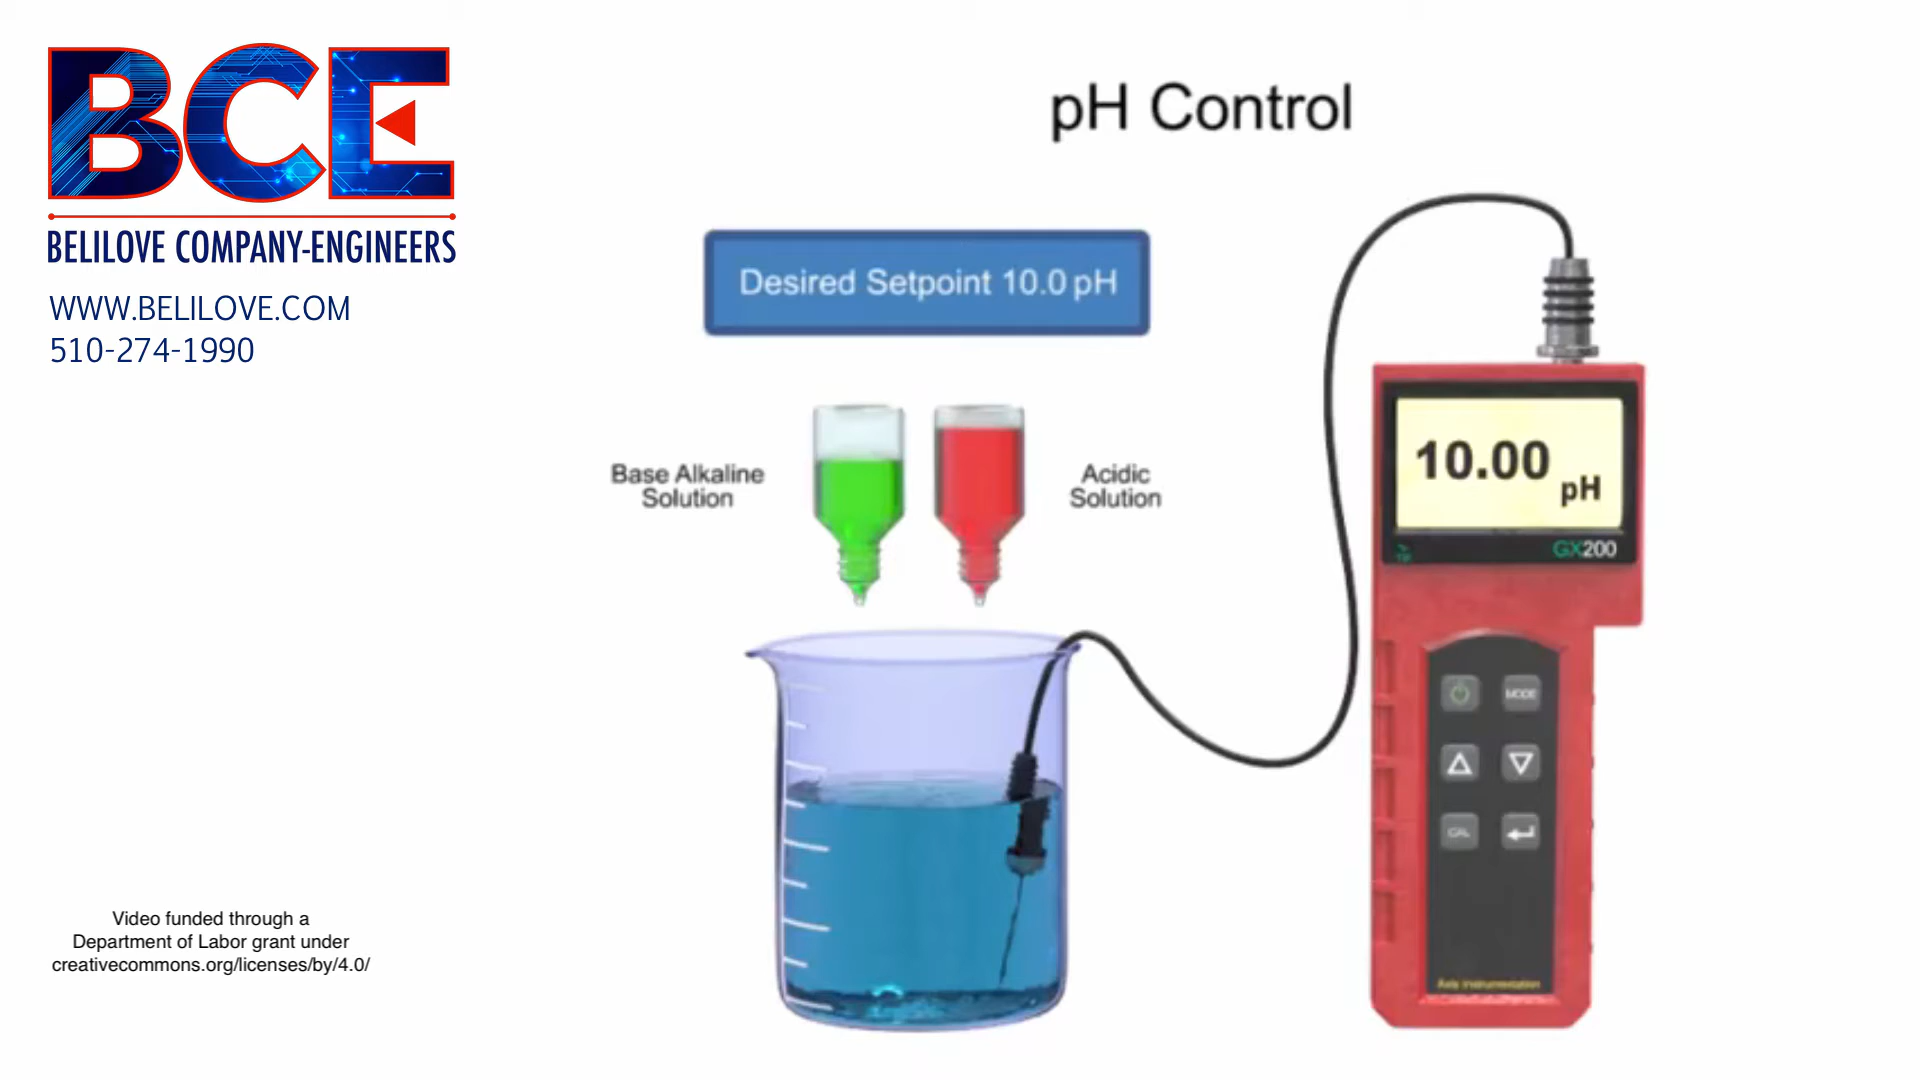 BCE
BELILOVE COMPANY-ENGINEERS
WWW.BELILOVE.COM
510-274-1990
pH Control
Desired Setpoint 10.0 pH
Base Alkaline
Solution
Acidic
Solution
10.00 pH
GX200
MODE
CAL
Axis Instrumentation
Video funded through a
Department of Labor grant under
creativecommons.org/licenses/by/4.0/